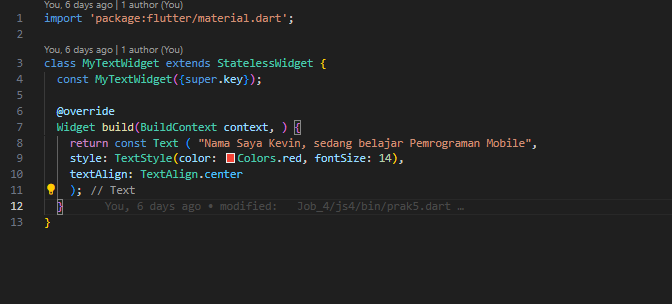 You, 6 days ago | 1 author (You)
1 import 'package:flutter/material.dart';
2
You, 6 days ago | 1 author (You)
3 class MyTextWidget extends StatelessWidget {
4 const MyTextWidget({super.key});
5
6 @override
7 Widget build(BuildContext context, ) {
8 return const Text ( "Nama Saya Kevin, sedang belajar Pemrograman Mobile",
9 style: TextStyle(color: Colors.red, fontSize: 14),
10 textAlign: TextAlign.center
11 ); // Text
12 } You, 6 days ago • modified: Job_4/js4/bin/prak5.dart …
13 }